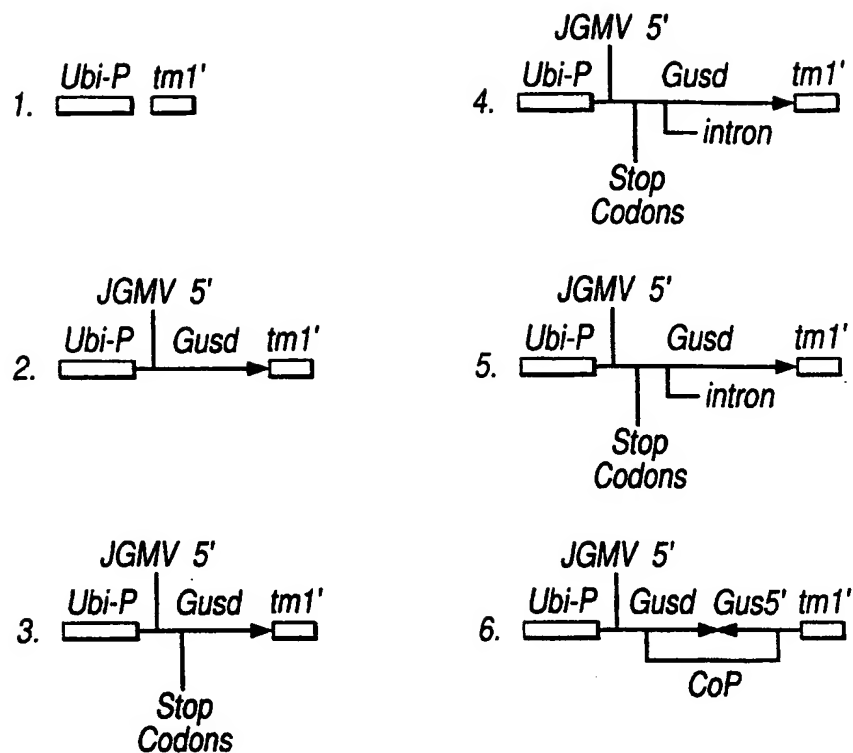 1.
Ubi-P tm1'
2.
JGMV 5'
Ubi-P Gusd tm1'
3.
JGMV 5'
Ubi-P Gusd tm1'
Stop
Codons
4.
JGMV 5'
Ubi-P Gusd tm1'
intron
Stop
Codons
5.
JGMV 5'
Ubi-P Gusd tm1'
intron
Stop
Codons
6.
JGMV 5'
Ubi-P Gusd Gus5' tm1'
CoP